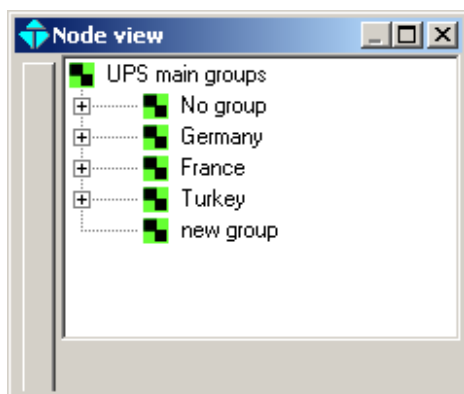 Node view
UPS main groups
No group
Germany
France
Turkey
new group